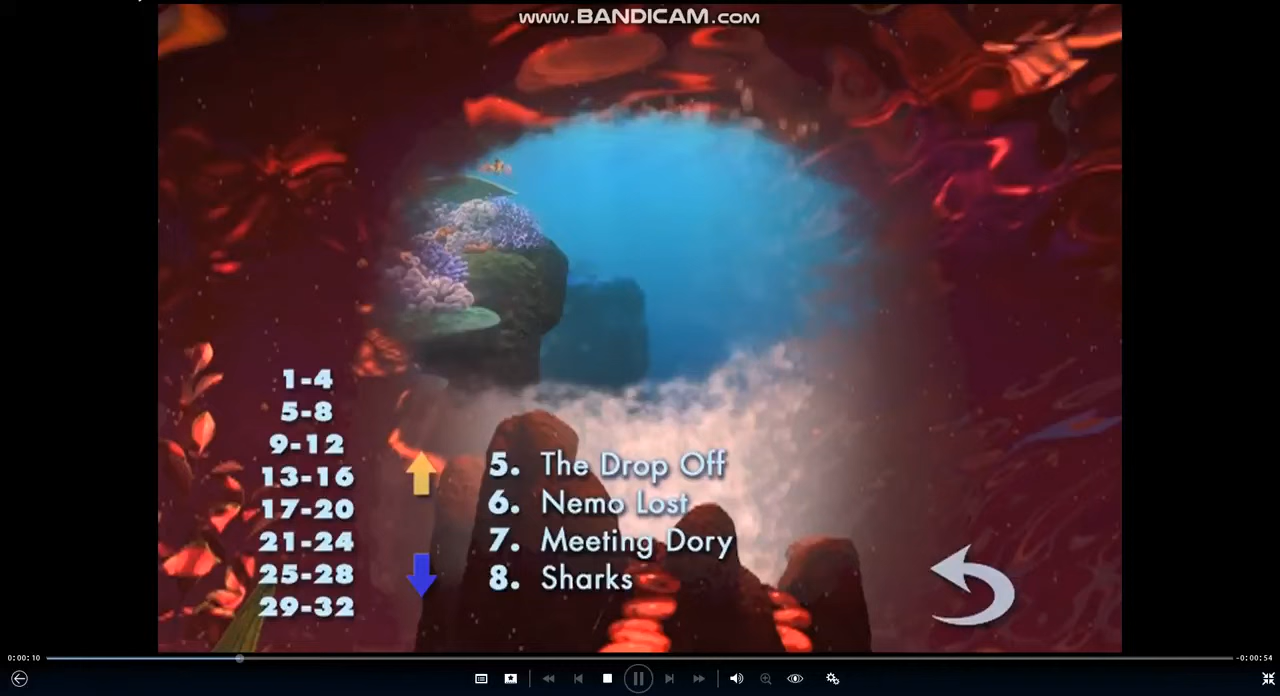 www.BANDICAM.com
1-4
5-8
9-12
13-16
17-20
21-24
25-28
29-32
5. The Drop Off
6. Nemo Lost
7. Meeting Dory
8. Sharks
0:00:10
-0:00:54